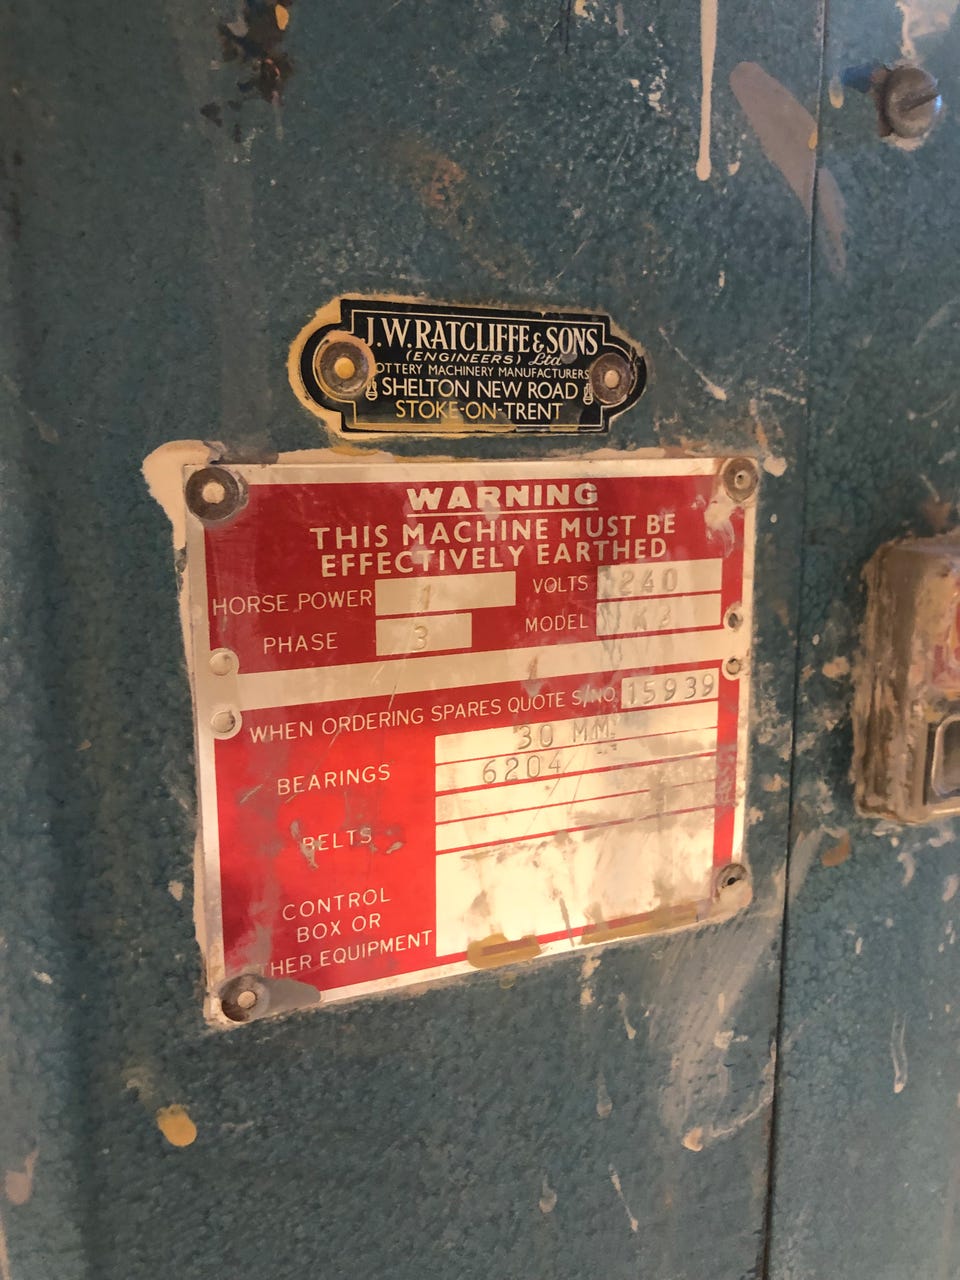 J.W.RATCLIFFE & SONS
(ENGINEERS) Ltd
OTTERY MACHINERY MANUFACTURERS
SHELTON NEW ROAD
STOKE-ON-TRENT
WARNING
THIS MACHINE MUST BE
EFFECTIVELY EARTHED
HORSE POWER 1 VOLTS 240
PHASE 3 MODEL
WHEN ORDERING SPARES QUOTE S/NO. 15939
30 MM
BEARINGS 6204
BELTS
CONTROL
BOX OR
THER EQUIPMENT